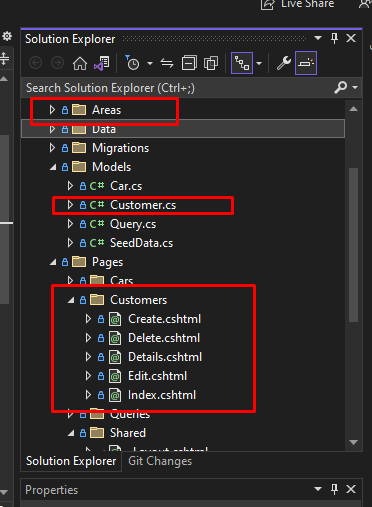 Live Share
Solution Explorer
Search Solution Explorer (Ctrl+;)
Areas
Data
Migrations
Models
C# Car.cs
C# Customer.cs
C# Query.cs
C# SeedData.cs
Pages
Cars
Customers
@ Create.cshtml
@ Delete.cshtml
@ Details.cshtml
@ Edit.cshtml
@ Index.cshtml
Queries
Shared
_Layout.cshtml
Solution Explorer Git Changes
Properties